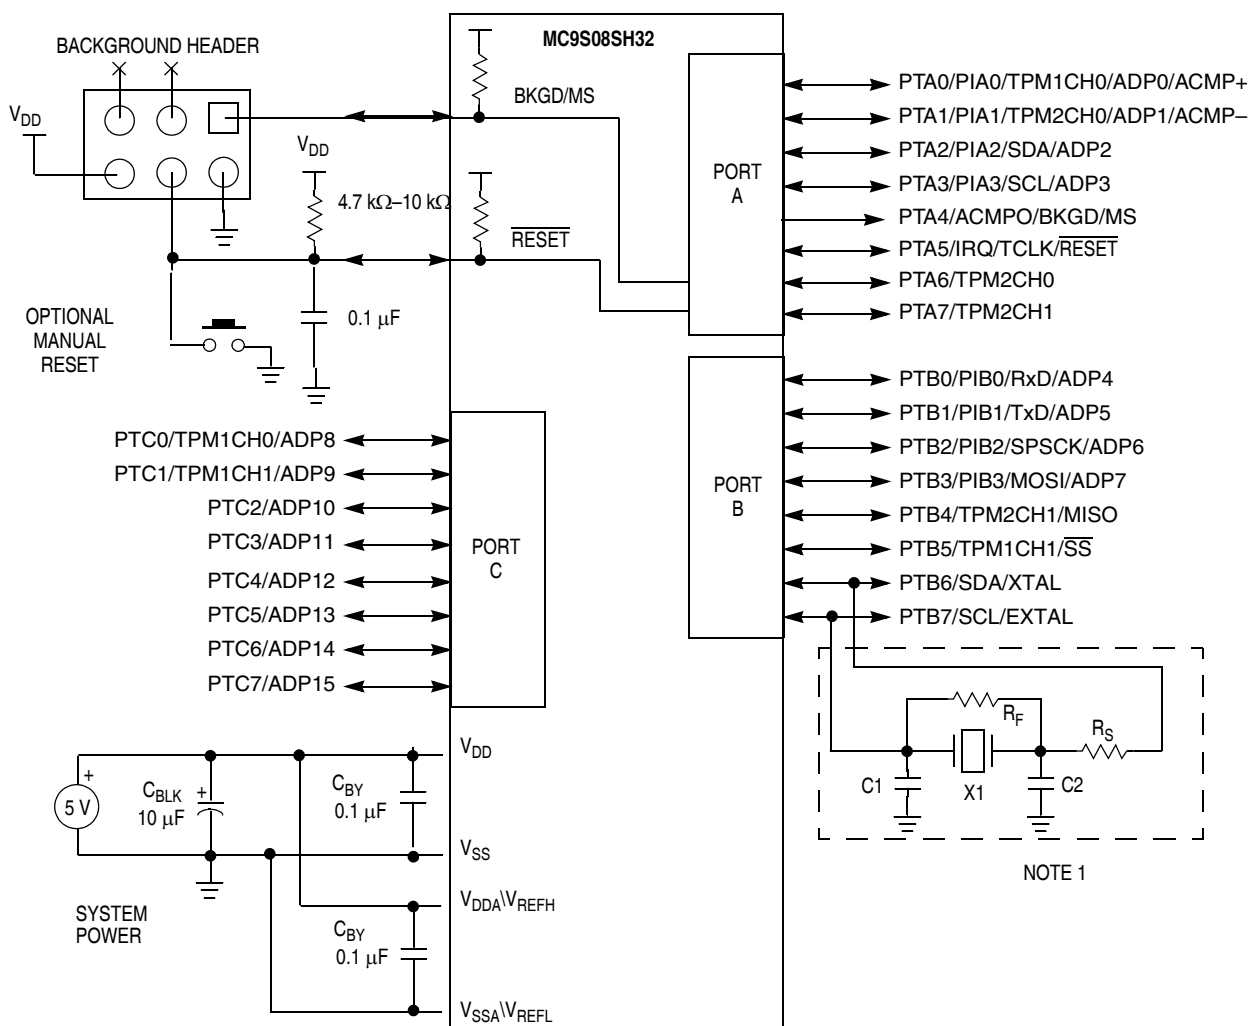 MC9S08SH32
BACKGROUND HEADER
V_DD
BKGD/MS
V_DD
4.7 kΩ–10 kΩ
RESET
OPTIONAL
MANUAL
RESET
0.1 μF
PORT
A
PTA0/PIA0/TPM1CH0/ADP0/ACMP+
PTA1/PIA1/TPM2CH0/ADP1/ACMP–
PTA2/PIA2/SDA/ADP2
PTA3/PIA3/SCL/ADP3
PTA4/ACMPO/BKGD/MS
PTA5/IRQ/TCLK/RESET
PTA6/TPM2CH0
PTA7/TPM2CH1
PORT
B
PTB0/PIB0/RxD/ADP4
PTB1/PIB1/TxD/ADP5
PTB2/PIB2/SPSCK/ADP6
PTB3/PIB3/MOSI/ADP7
PTB4/TPM2CH1/MISO
PTB5/TPM1CH1/SS
PTB6/SDA/XTAL
PTB7/SCL/EXTAL
PTC0/TPM1CH0/ADP8
PTC1/TPM1CH1/ADP9
PTC2/ADP10
PTC3/ADP11
PTC4/ADP12
PTC5/ADP13
PTC6/ADP14
PTC7/ADP15
PORT
C
R_F
R_S
C1
X1
C2
NOTE 1
V_DD
+
5 V
C_BLK +
10 μF
C_BY
0.1 μF
V_SS
SYSTEM
POWER
V_DDA\V_REFH
C_BY
0.1 μF
V_SSA\V_REFL